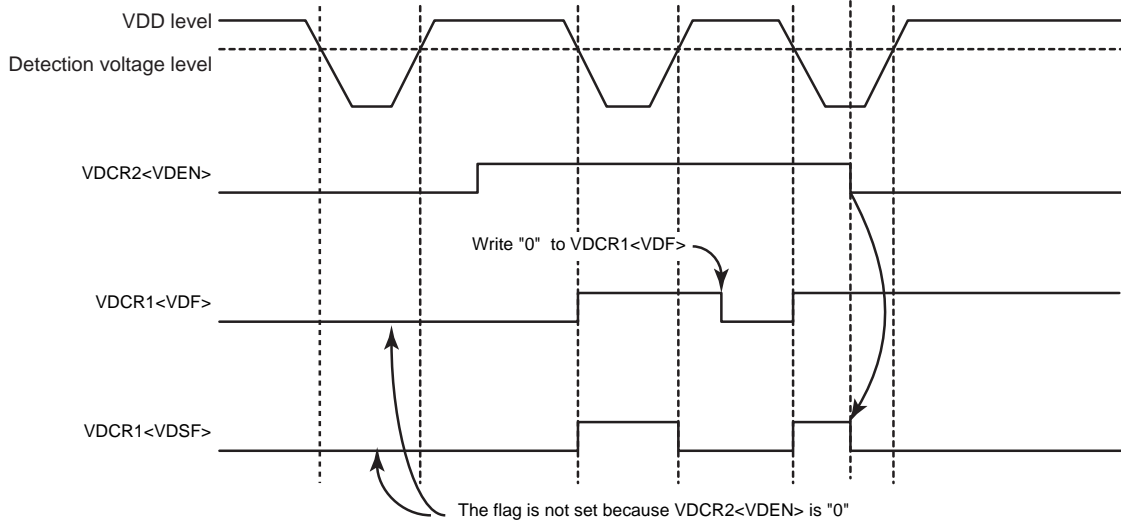 VDD level
Detection voltage level
VDCR2<VDEN>
Write "0" to VDCR1<VDF>
VDCR1<VDF>
VDCR1<VDSF>
The flag is not set because VDCR2<VDEN> is "0"